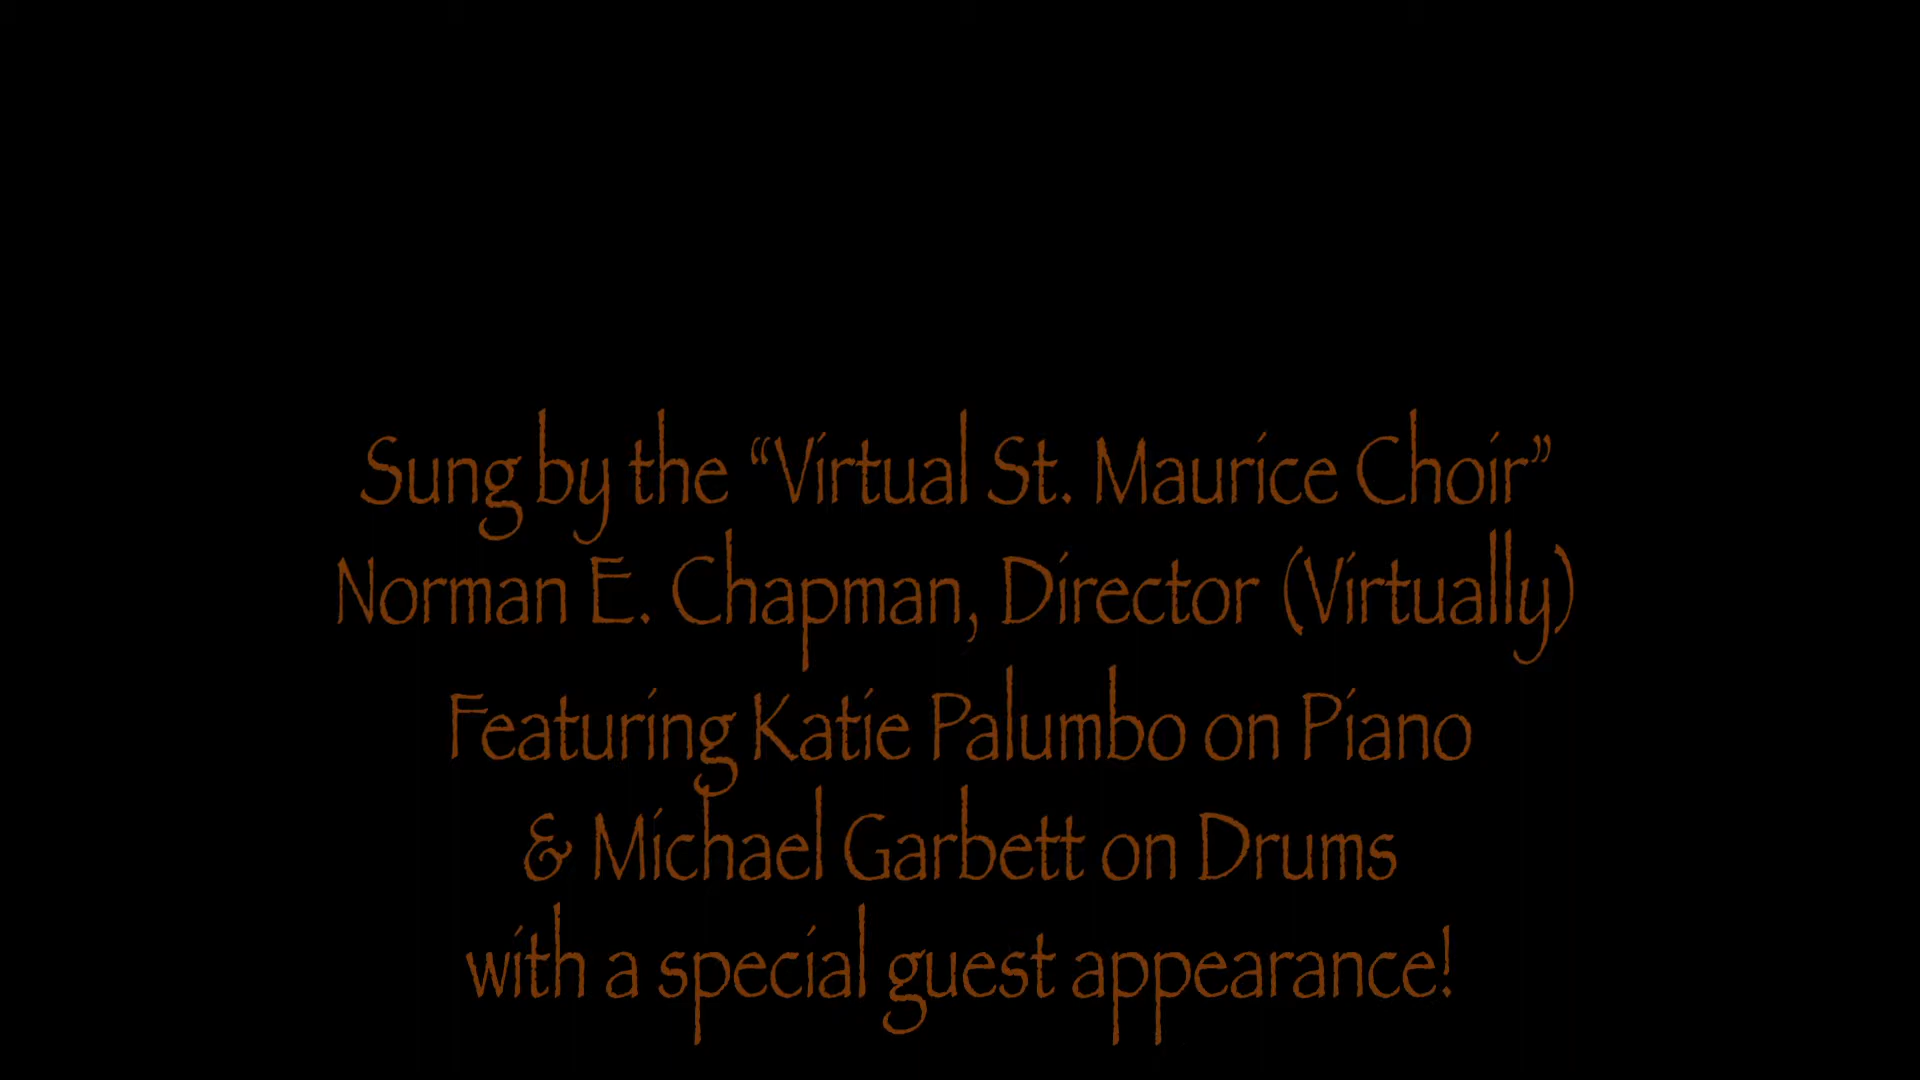 Sung by the “Virtual St. Maurice Choir”
Norman E. Chapman, Director (Virtually)
Featuring Katie Palumbo on Piano
& Michael Garbett on Drums
with a special guest appearance!